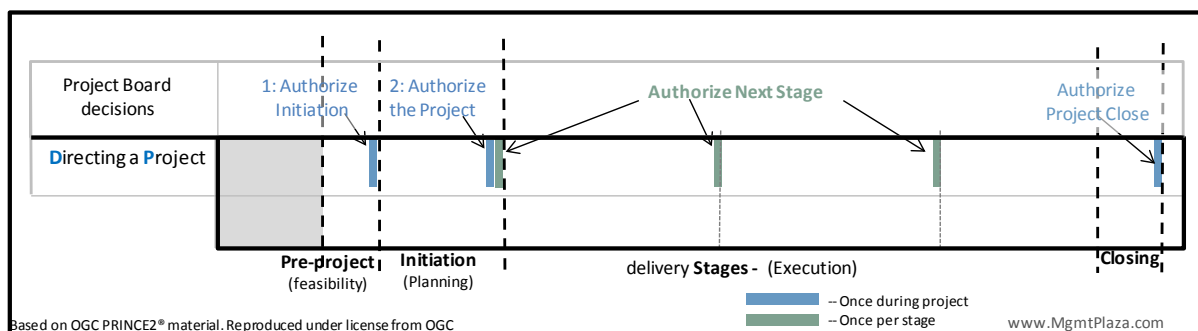 Project Board
decisions
1: Authorize
Initiation
2: Authorize
the Project
Authorize Next Stage
Authorize
Project Close
Directing a Project
Pre-project
(feasibility)
Initiation
(Planning)
delivery Stages - (Execution)
Closing
-- Once during project
-- Once per stage
Based on OGC PRINCE2® material. Reproduced under license from OGC
www.MgmtPlaza.com